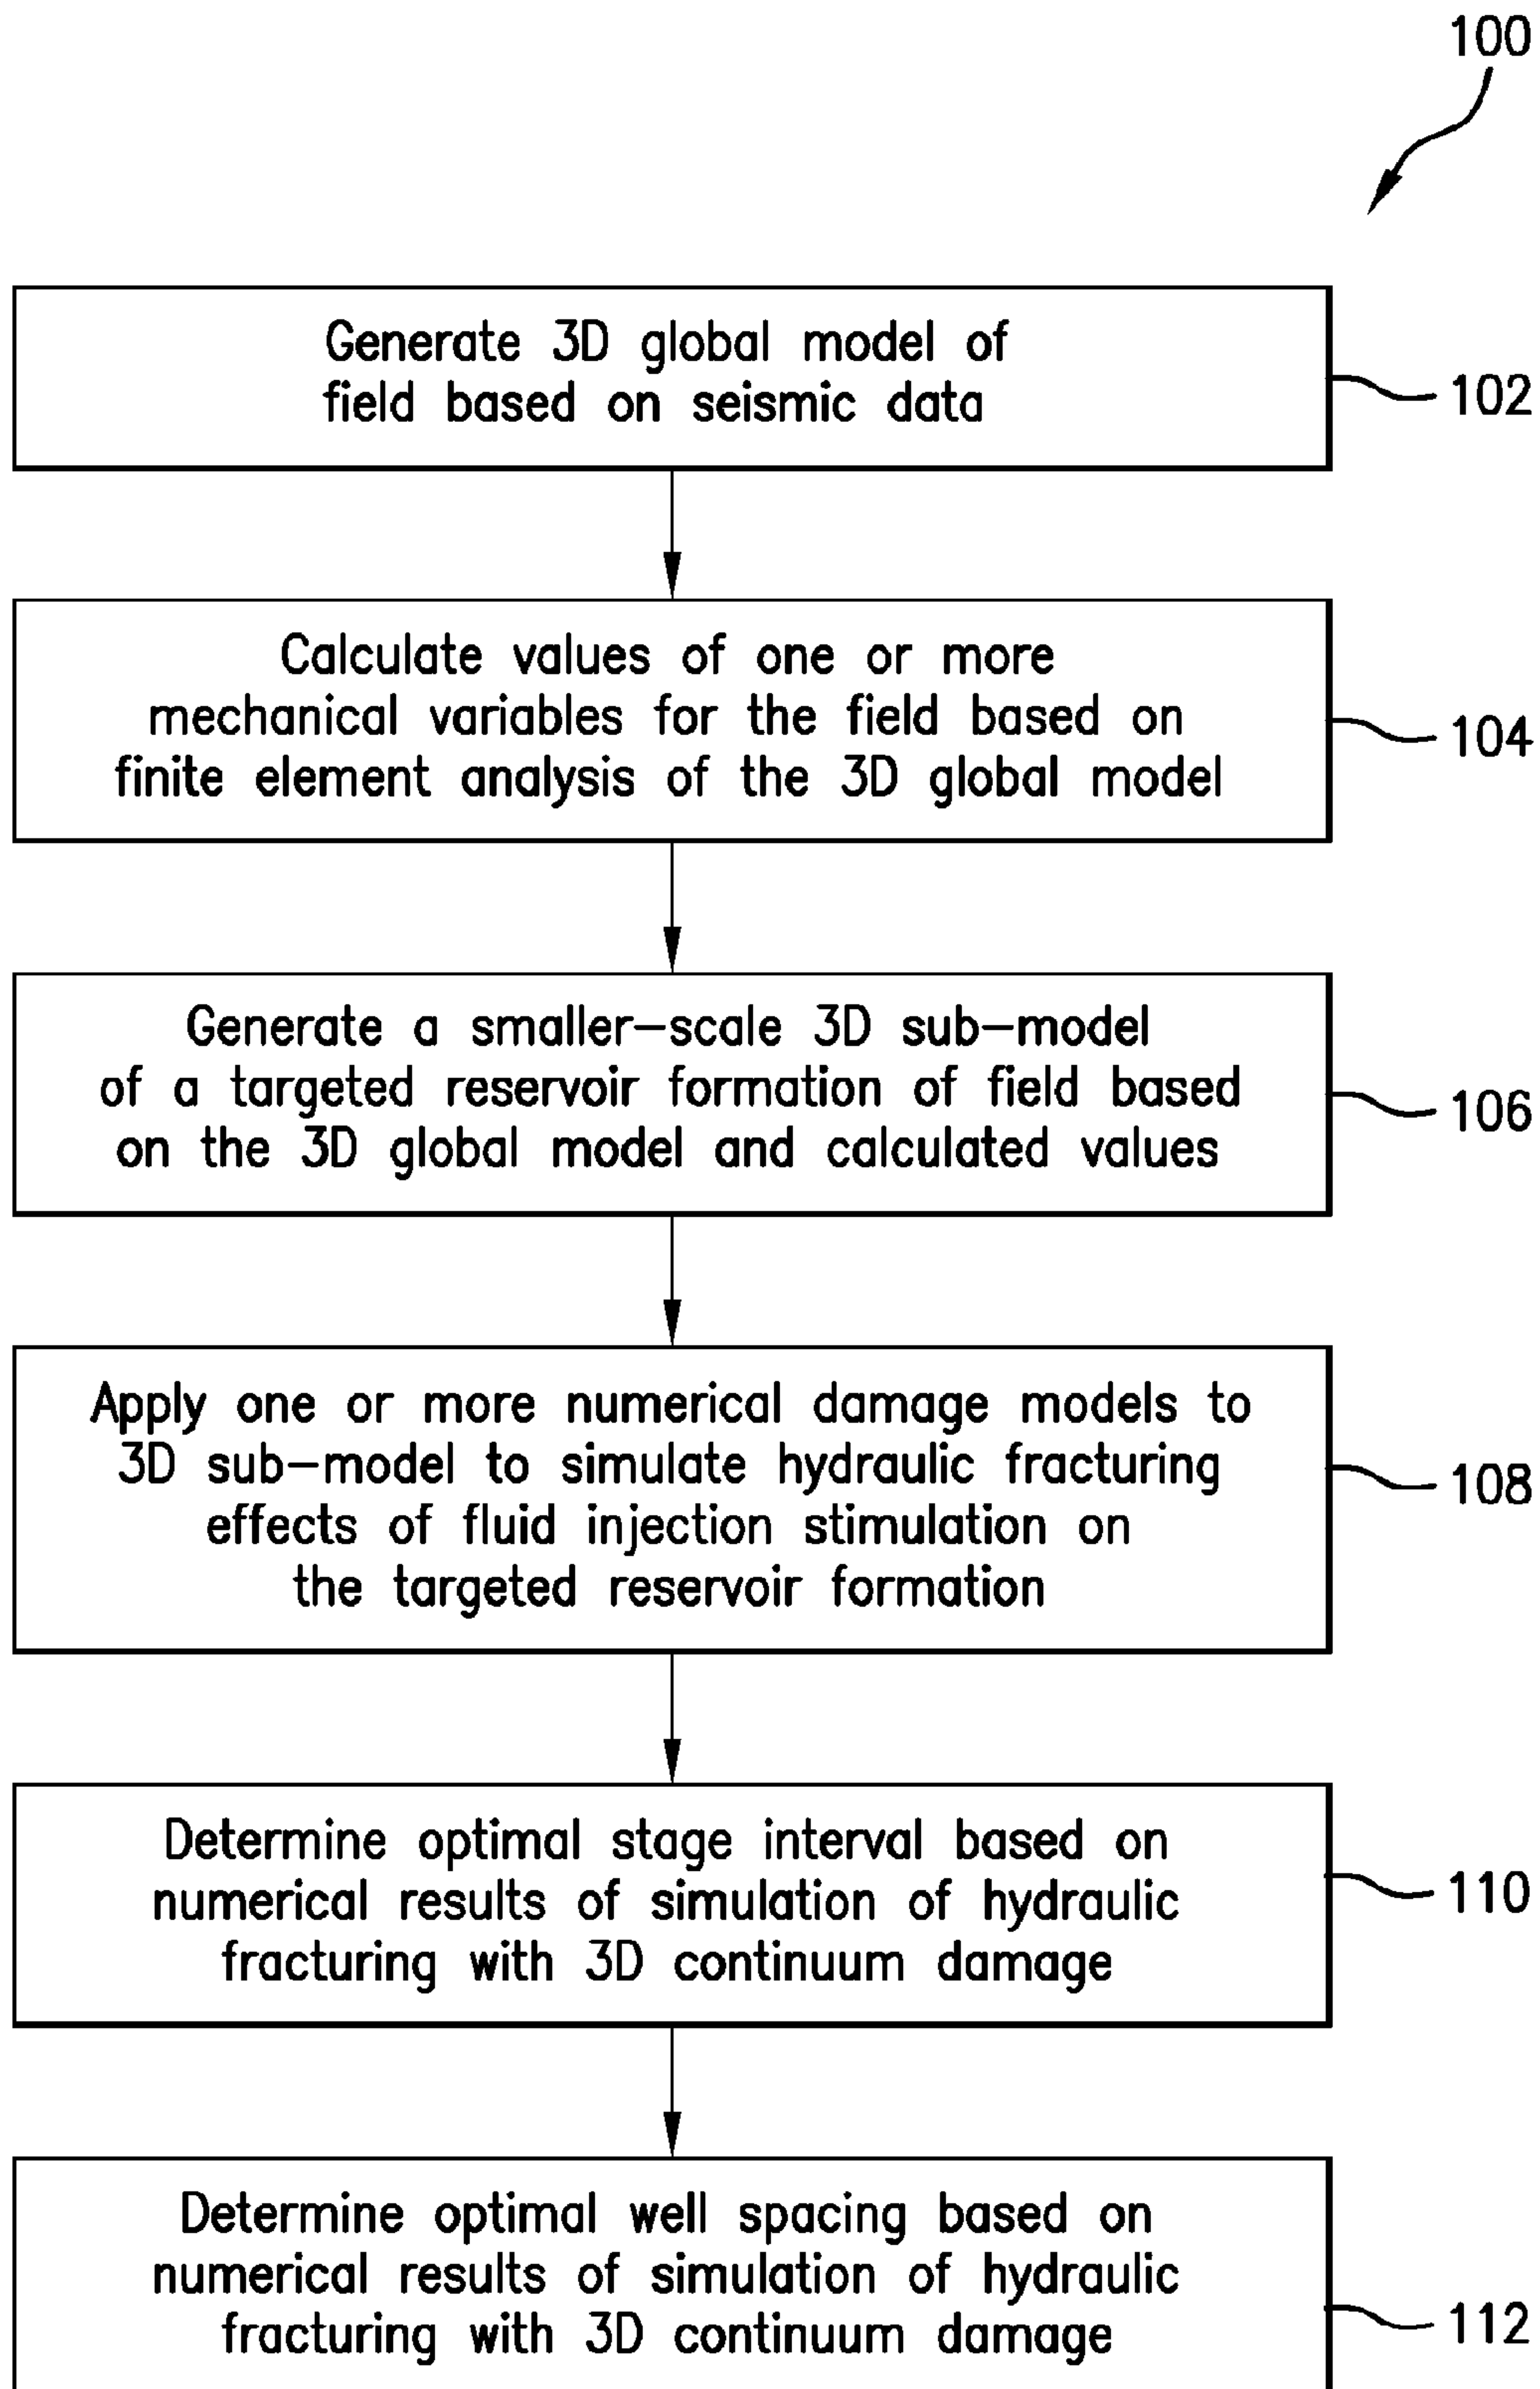 100
Generate 3D global model of
field based on seismic data
102
Calculate values of one or more
mechanical variables for the field based on
finite element analysis of the 3D global model
104
Generate a smaller-scale 3D sub-model
of a targeted reservoir formation of field based
on the 3D global model and calculated values
106
Apply one or more numerical damage models to
3D sub-model to simulate hydraulic fracturing
effects of fluid injection stimulation on
the targeted reservoir formation
108
Determine optimal stage interval based on
numerical results of simulation of hydraulic
fracturing with 3D continuum damage
110
Determine optimal well spacing based on
numerical results of simulation of hydraulic
fracturing with 3D continuum damage
112